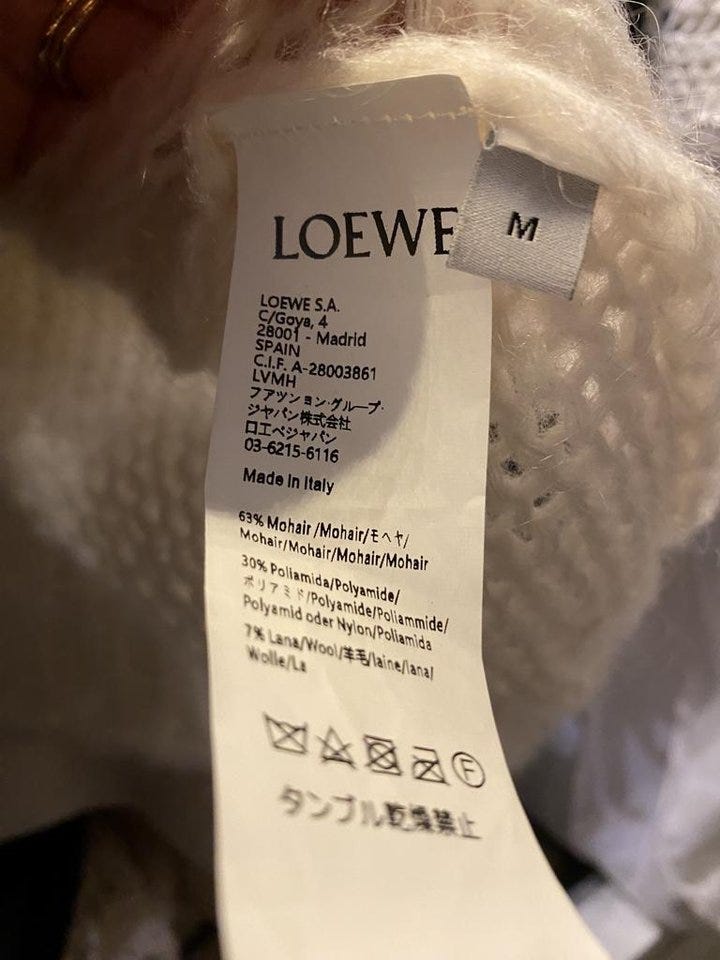 LOEWE
M
LOEWE S.A.
C/Goya, 4
28001 - Madrid
SPAIN
C.I.F. A-28003861
LVMH
ファッション・グループ・
ジャパン株式会社
ロエベジャパン
03-6215-6116
Made in Italy
63% Mohair /Mohair/モヘヤ/
Mohair/Mohair/Mohair/Mohair
30% Poliamida/Polyamide/
ポリアミド/Polyamide/Poliammide/
Polyamid oder Nylon/Poliamida
7% Lana/Wool/羊毛/laine/lana/
Wolle/La
F
タンブル乾燥禁止